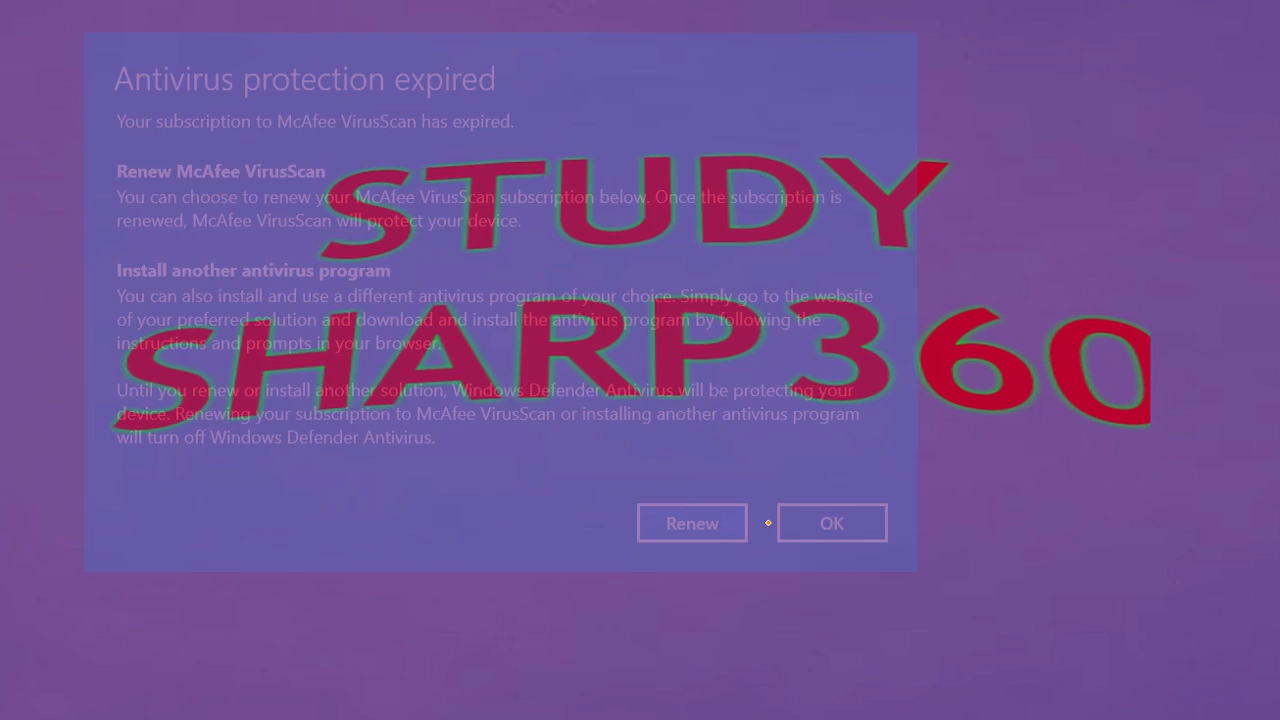 Antivirus protection expired
Your subscription to McAfee VirusScan has expired.
Renew McAfee VirusScan
You can choose to renew your McAfee VirusScan subscription below. Once the subscription is
renewed, McAfee VirusScan will protect your device.
Install another antivirus program
You can also install and use a different antivirus program of your choice. Simply go to the website
of your preferred solution and download and install the antivirus program by following the
instructions and prompts in your browser.
Until you renew or install another solution, Windows Defender Antivirus will be protecting your
device. Renewing your subscription to McAfee VirusScan or installing another antivirus program
will turn off Windows Defender Antivirus.
Renew OK
STUDY
SHARP360